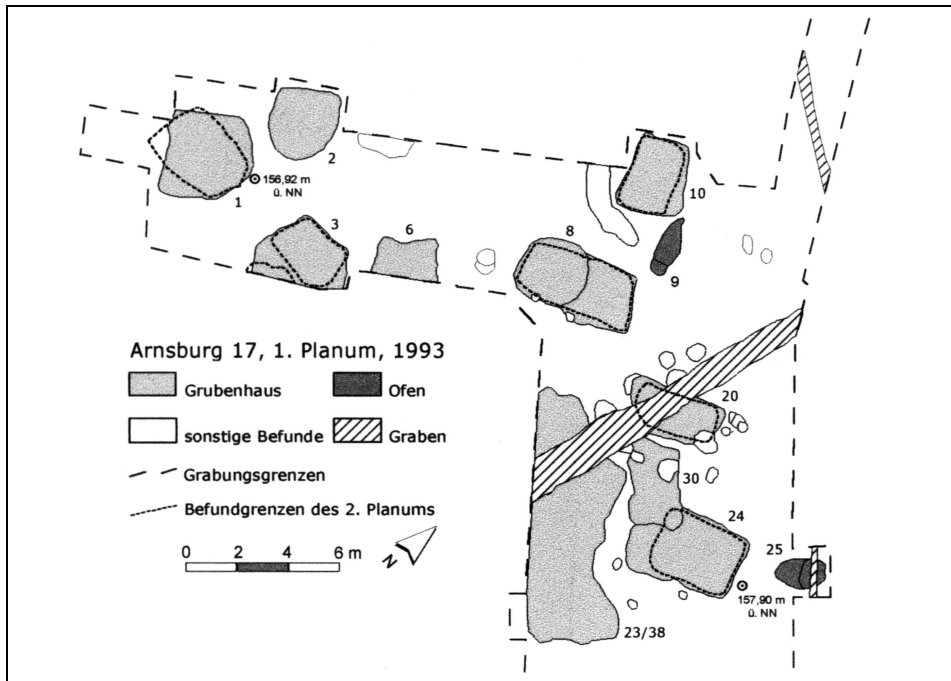 10
2
156,92 m
ü. NN
1
3
6
8
9
Arnsburg 17, 1. Planum, 1993
Grubenhaus
Ofen
sonstige Befunde
Graben
Grabungsgrenzen
Befundgrenzen des 2. Planums
0 2 4 6 m
N
20
30
24
25
157,90 m
ü. NN
23/38